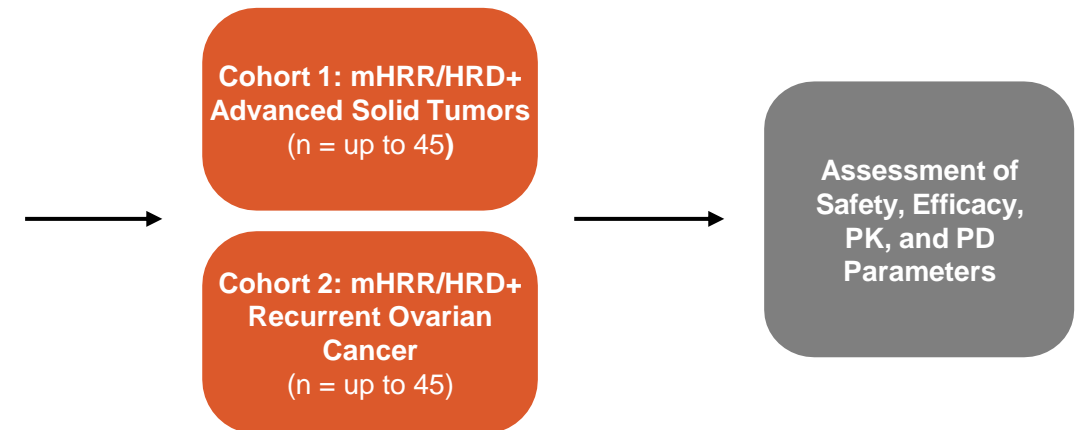 Cohort 1: mHRR/HRD+
Advanced Solid Tumors
(n = up to 45)
Cohort 2: mHRR/HRD+
Recurrent Ovarian
Cancer
(n = up to 45)
Assessment of
Safety, Efficacy,
PK, and PD
Parameters